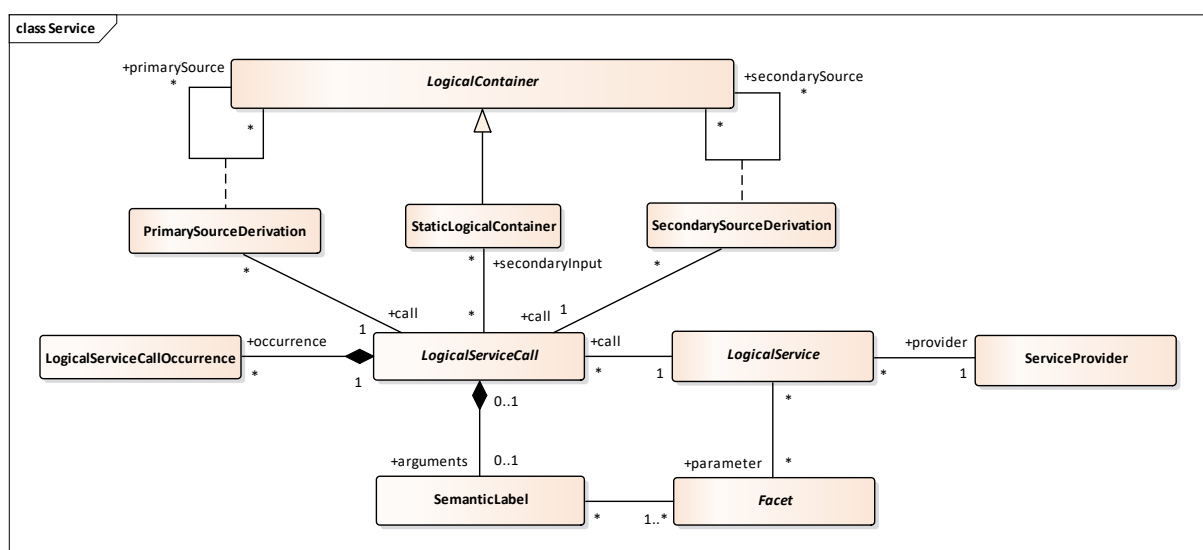 class Service
+primarySource
*
*
LogicalContainer
+secondarySource
*
*
PrimarySourceDerivation
*
StaticLogicalContainer
*
+secondaryInput
*
SecondarySourceDerivation
*
+call
1
+call
1
LogicalServiceCallOccurrence
+occurrence
*
1
LogicalServiceCall
+call
*
1
LogicalService
*
+provider
1
ServiceProvider
0..1
+arguments
0..1
*
+parameter
*
SemanticLabel
*
1..*
Facet